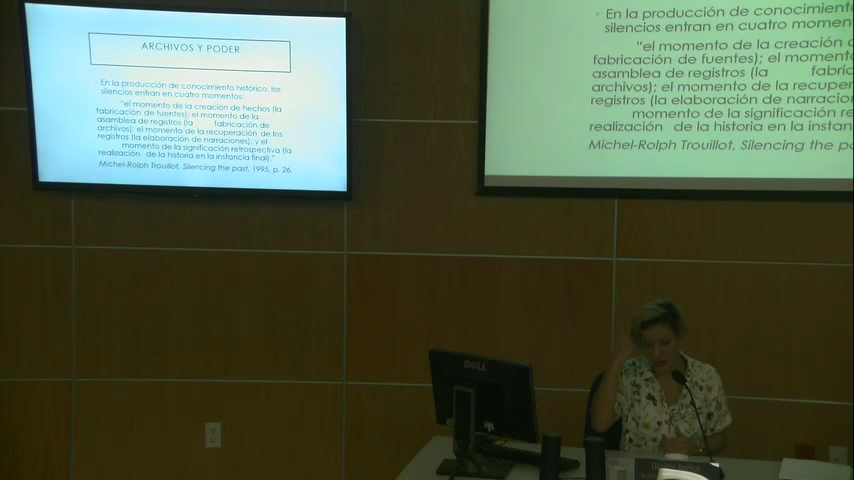 ARCHIVOS Y PODER
En la producción de conocimiento histórico, los
silencios entran en cuatro momentos:
"el momento de la creación de hechos (la
fabricación de fuentes); el momento de la
asamblea de registros (la fabricación de
archivos); el momento de la recuperación de los
registros (la elaboración de narraciones); y el
momento de la significación retrospectiva (la
realización de la historia en la instancia final)."
Michel-Rolph Trouillot, Silencing the past, 1995, p. 26.
En la producción de conocimiento
silencios entran en cuatro momen
"el momento de la creación
fabricación de fuentes); el moment
asamblea de registros (la fabric
archivos); el momento de la recupe
registros (la elaboración de narracion
momento de la significación re
realización de la historia en la instan
Michel-Rolph Trouillot, Silencing the pa
DELL